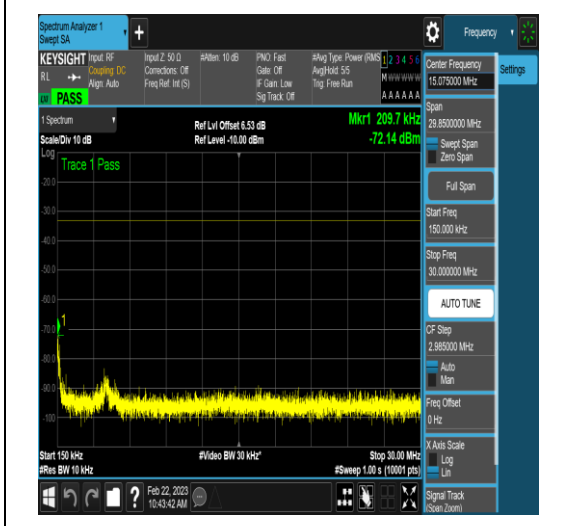 Spectrum Analyzer 1
Swept SA
+
Frequency
KEYSIGHT
Input: RF
Coupling: DC
Align: Auto
Input Z: 50 Ω
Corrections: Off
Freq Ref: Int (S)
#Atten: 10 dB
PNO: Fast
Gate: Off
IF Gain: Low
Sig Track: Off
#Avg Type: Power (RMS
Avg|Hold: 5/5
Trig: Free Run
1 2 3 4 5 6
M W W W W W
A A A A A A
R L
PASS
1 Spectrum
Scale/Div 10 dB
Ref Lvl Offset 6.53 dB
Ref Level -10.00 dBm
Mkr1 209.7 kHz
-72.14 dBm
Log
Trace 1 Pass
-20.0
-30.0
-40.0
-50.0
-60.0
-70.0
-80.0
-90.0
-100
1
Start 150 kHz
#Res BW 10 kHz
#Video BW 30 kHz*
Stop 30.00 MHz
#Sweep 1.00 s (10001 pts)
?
Feb 22, 2023
10:43:42 AM
Center Frequency
15.075000 MHz
Settings
Span
29.8500000 MHz
Swept Span
Zero Span
Full Span
Start Freq
150.000 kHz
Stop Freq
30.000000 MHz
AUTO TUNE
CF Step
2.985000 MHz
Auto
Man
Freq Offset
0 Hz
X Axis Scale
Log
Lin
Signal Track
(Span Zoom)